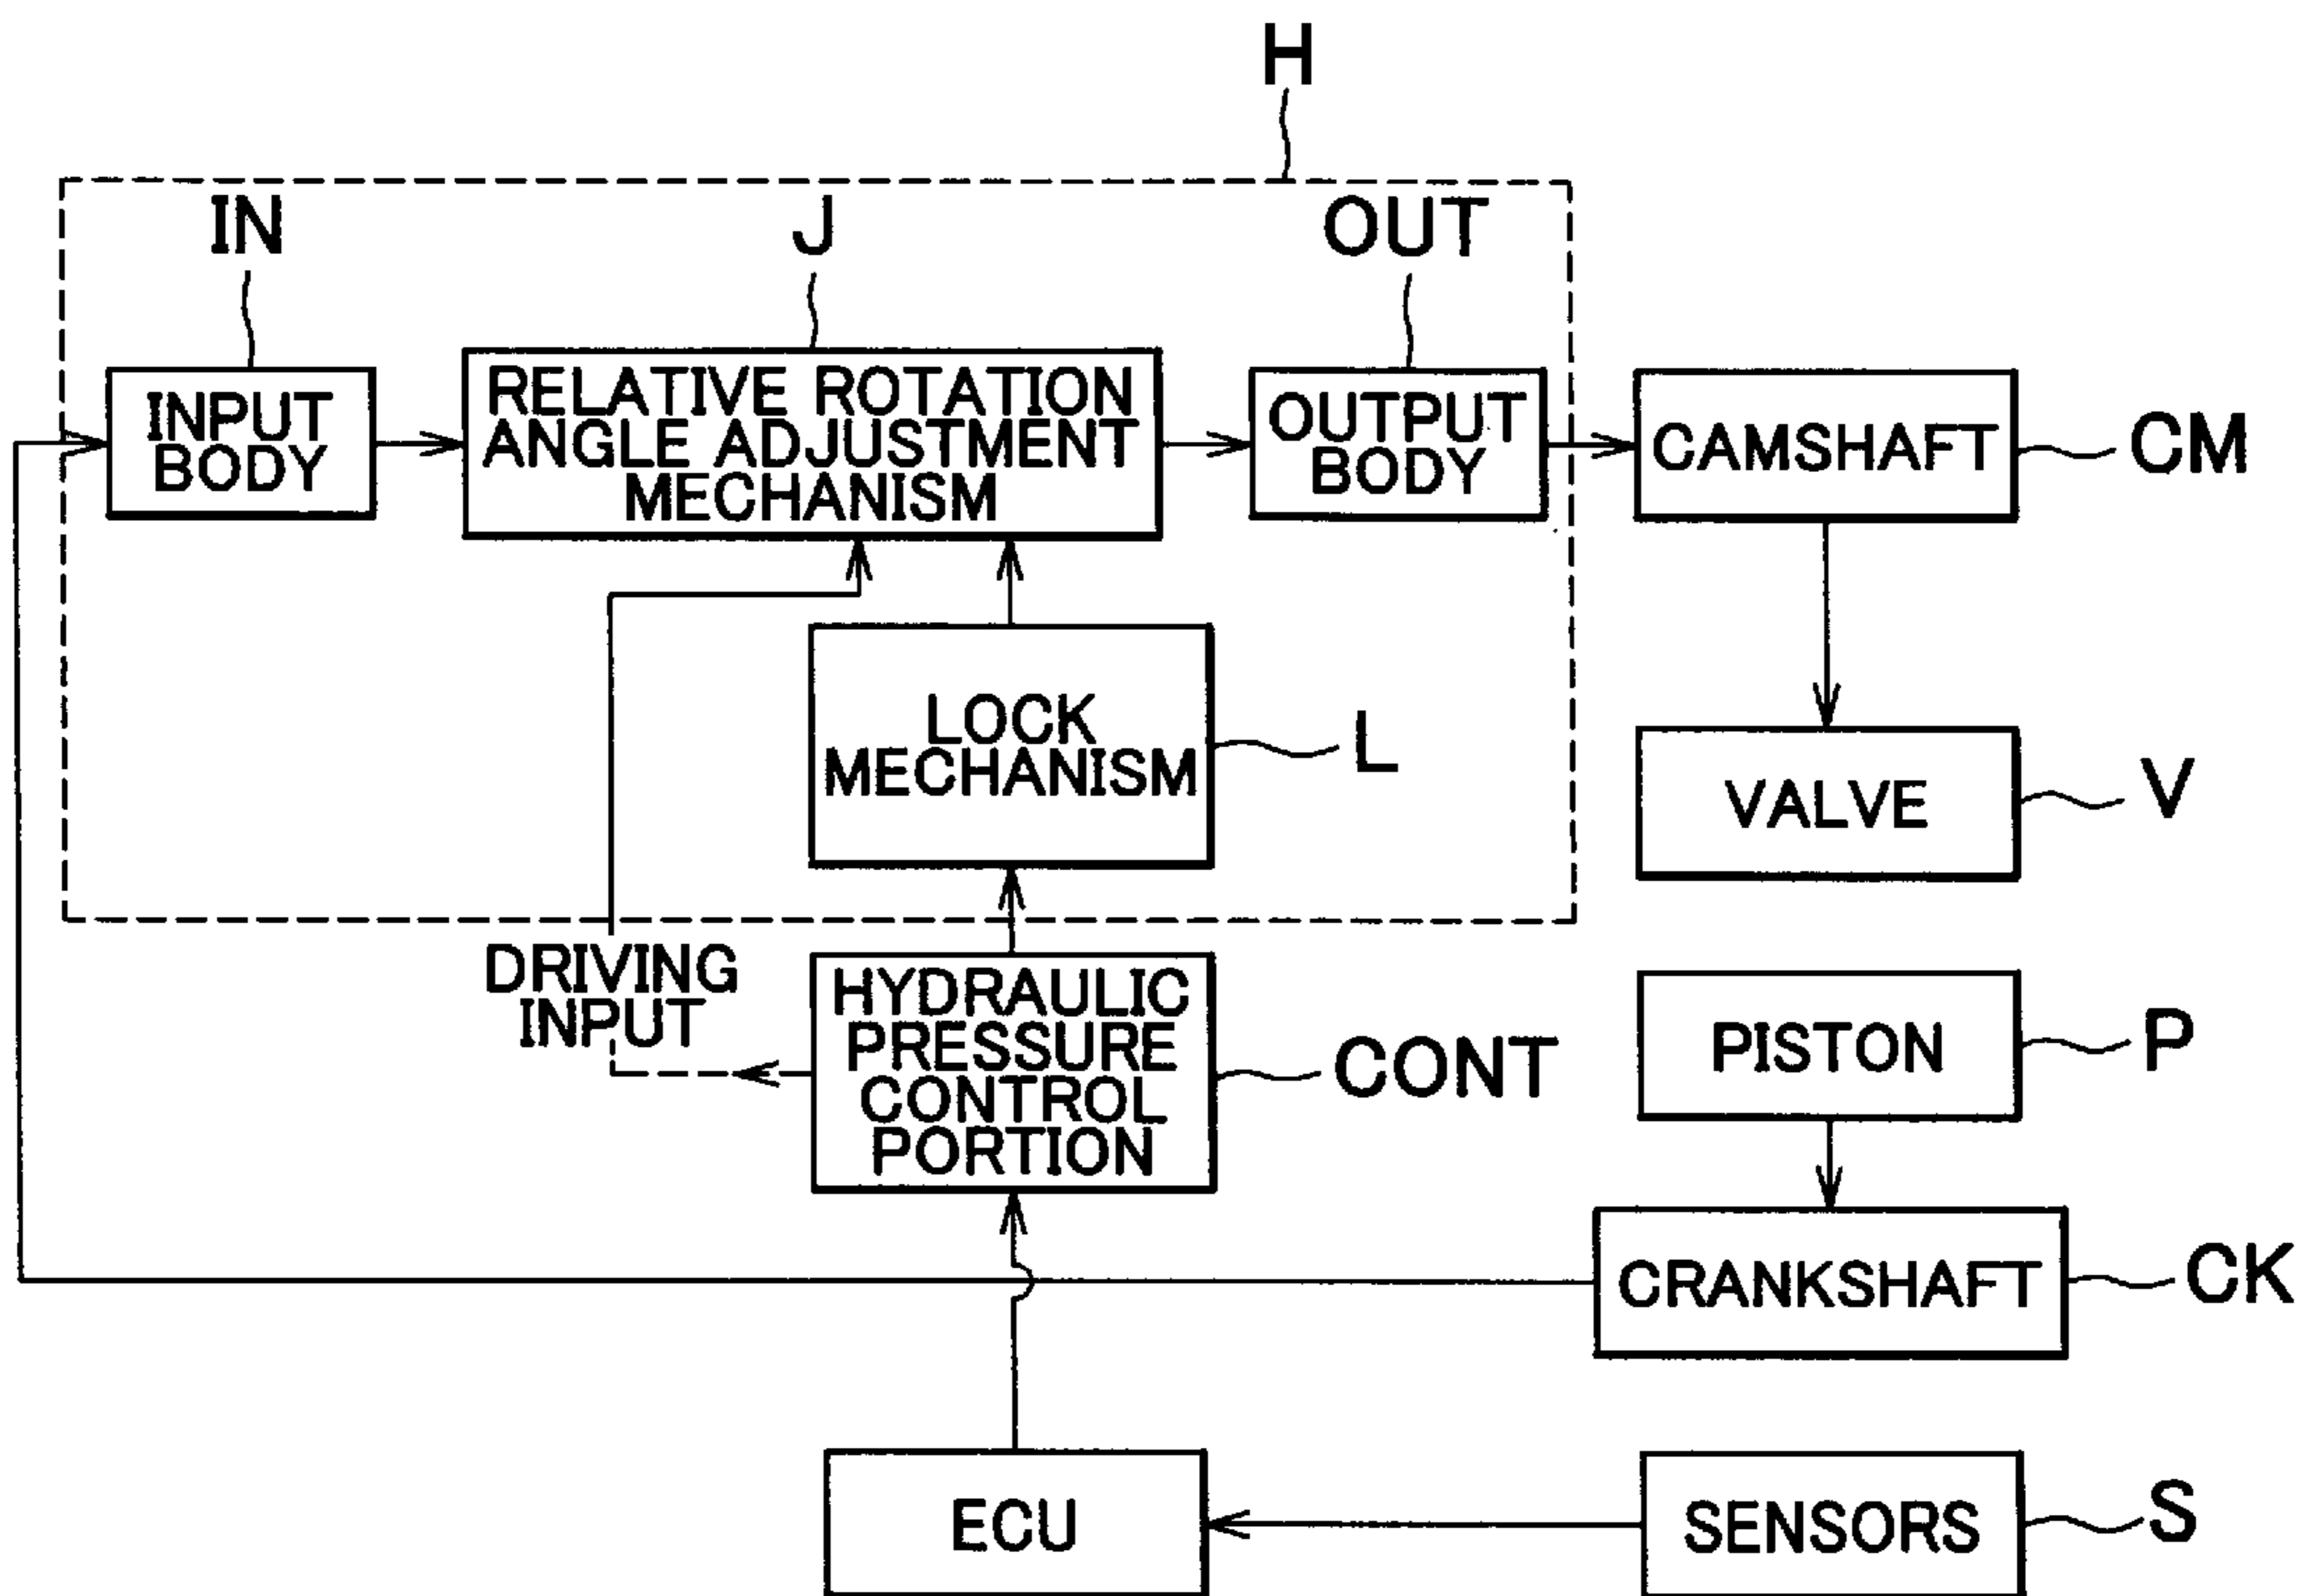 H
IN
J
OUT
INPUT
BODY
RELATIVE ROTATION
ANGLE ADJUSTMENT
MECHANISM
OUTPUT
BODY
CAMSHAFT
CM
LOCK
MECHANISM
L
VALVE
V
DRIVING
INPUT
HYDRAULIC
PRESSURE
CONTROL
PORTION
CONT
PISTON
P
CRANKSHAFT
CK
ECU
SENSORS
S